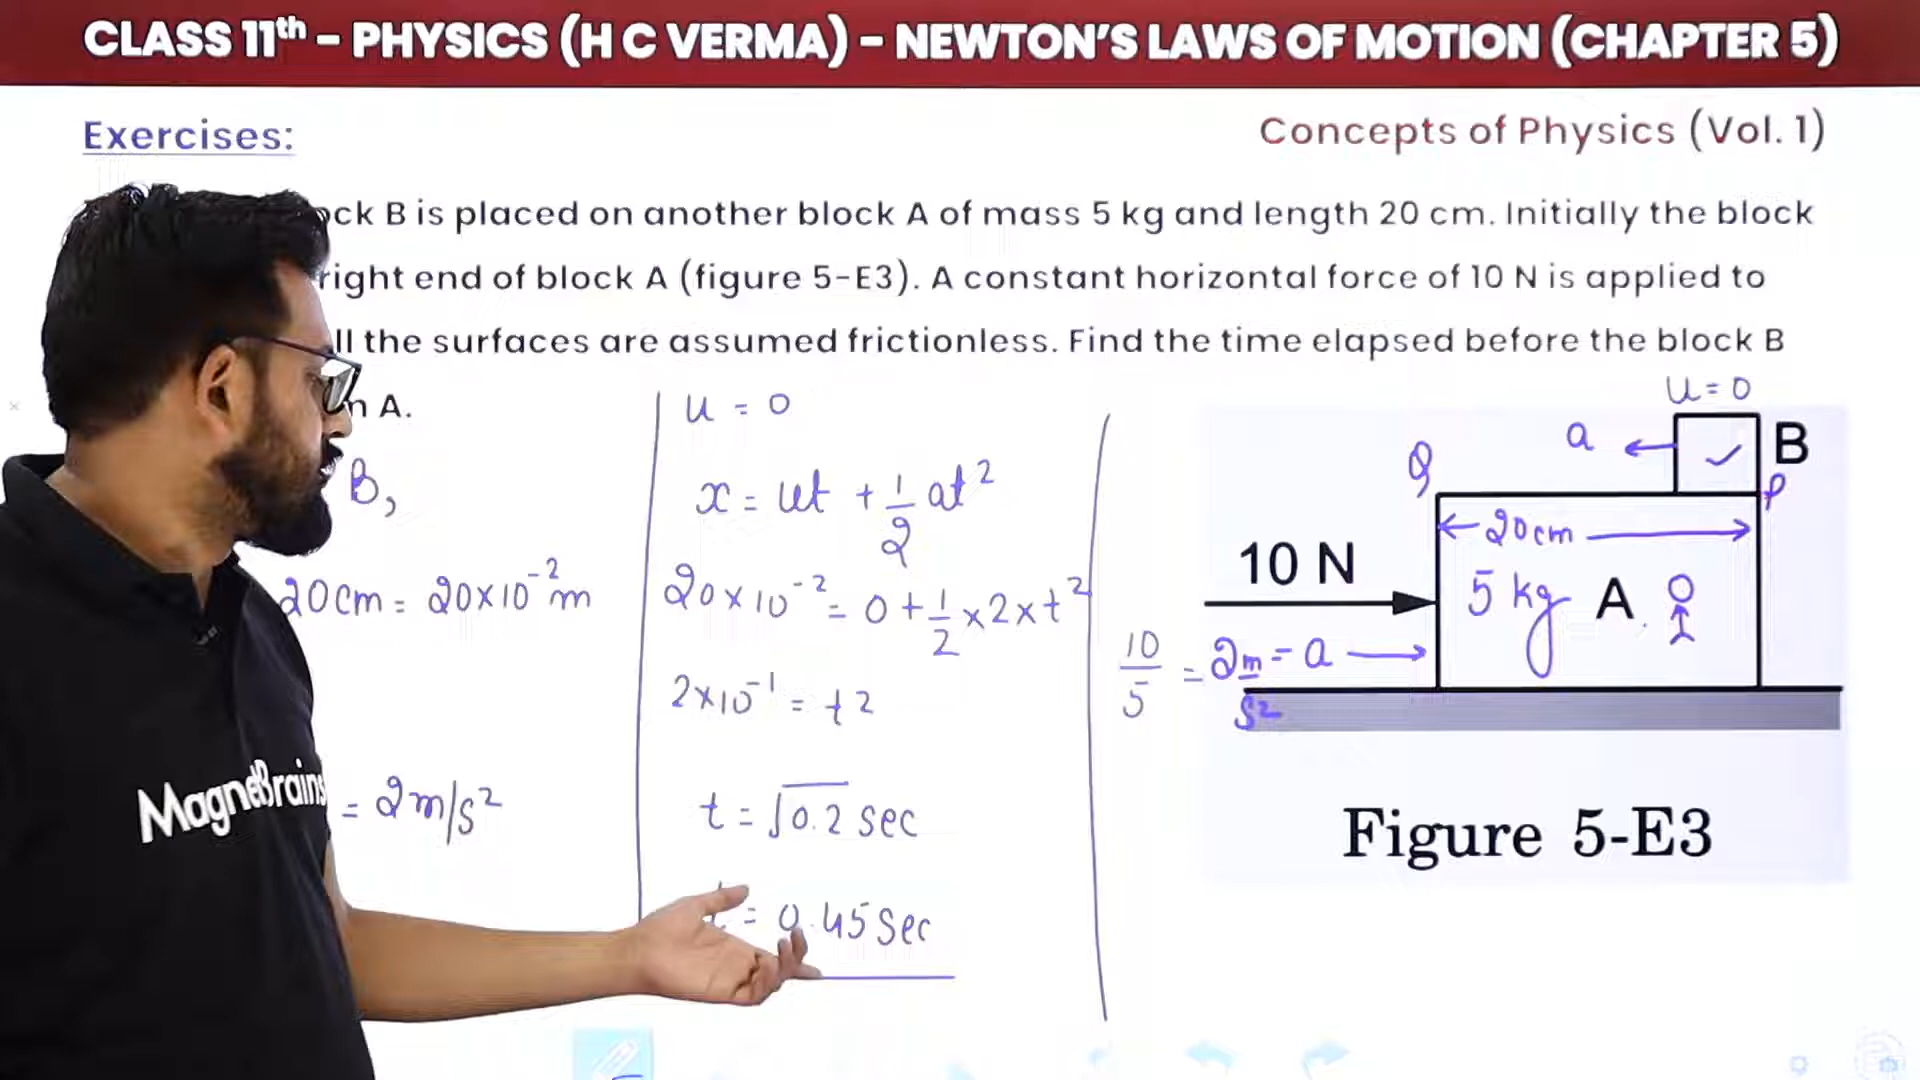 CLASS 11th - PHYSICS (H C VERMA) - NEWTON'S LAWS OF MOTION (CHAPTER 5)
Exercises:
Concepts of Physics (Vol. 1)
ock B is placed on another block A of mass 5 kg and length 20 cm. Initially the block
right end of block A (figure 5-E3). A constant horizontal force of 10 N is applied to
ll the surfaces are assumed frictionless. Find the time elapsed before the block B
n A.
B,
20cm = 20×10⁻²m
= 2m/s²
u = 0
x = ut + 1/2 at²
20×10⁻² = 0 + 1/2 ×2×t²
2×10⁻¹ = t2
t = √0.2 sec
t = 0.45 Sec
u = 0
a ← B
Q
P
←20cm→
10 N
5 kg A
10/5 = 2m/s² = a →
Figure 5-E3
MagnetBrains